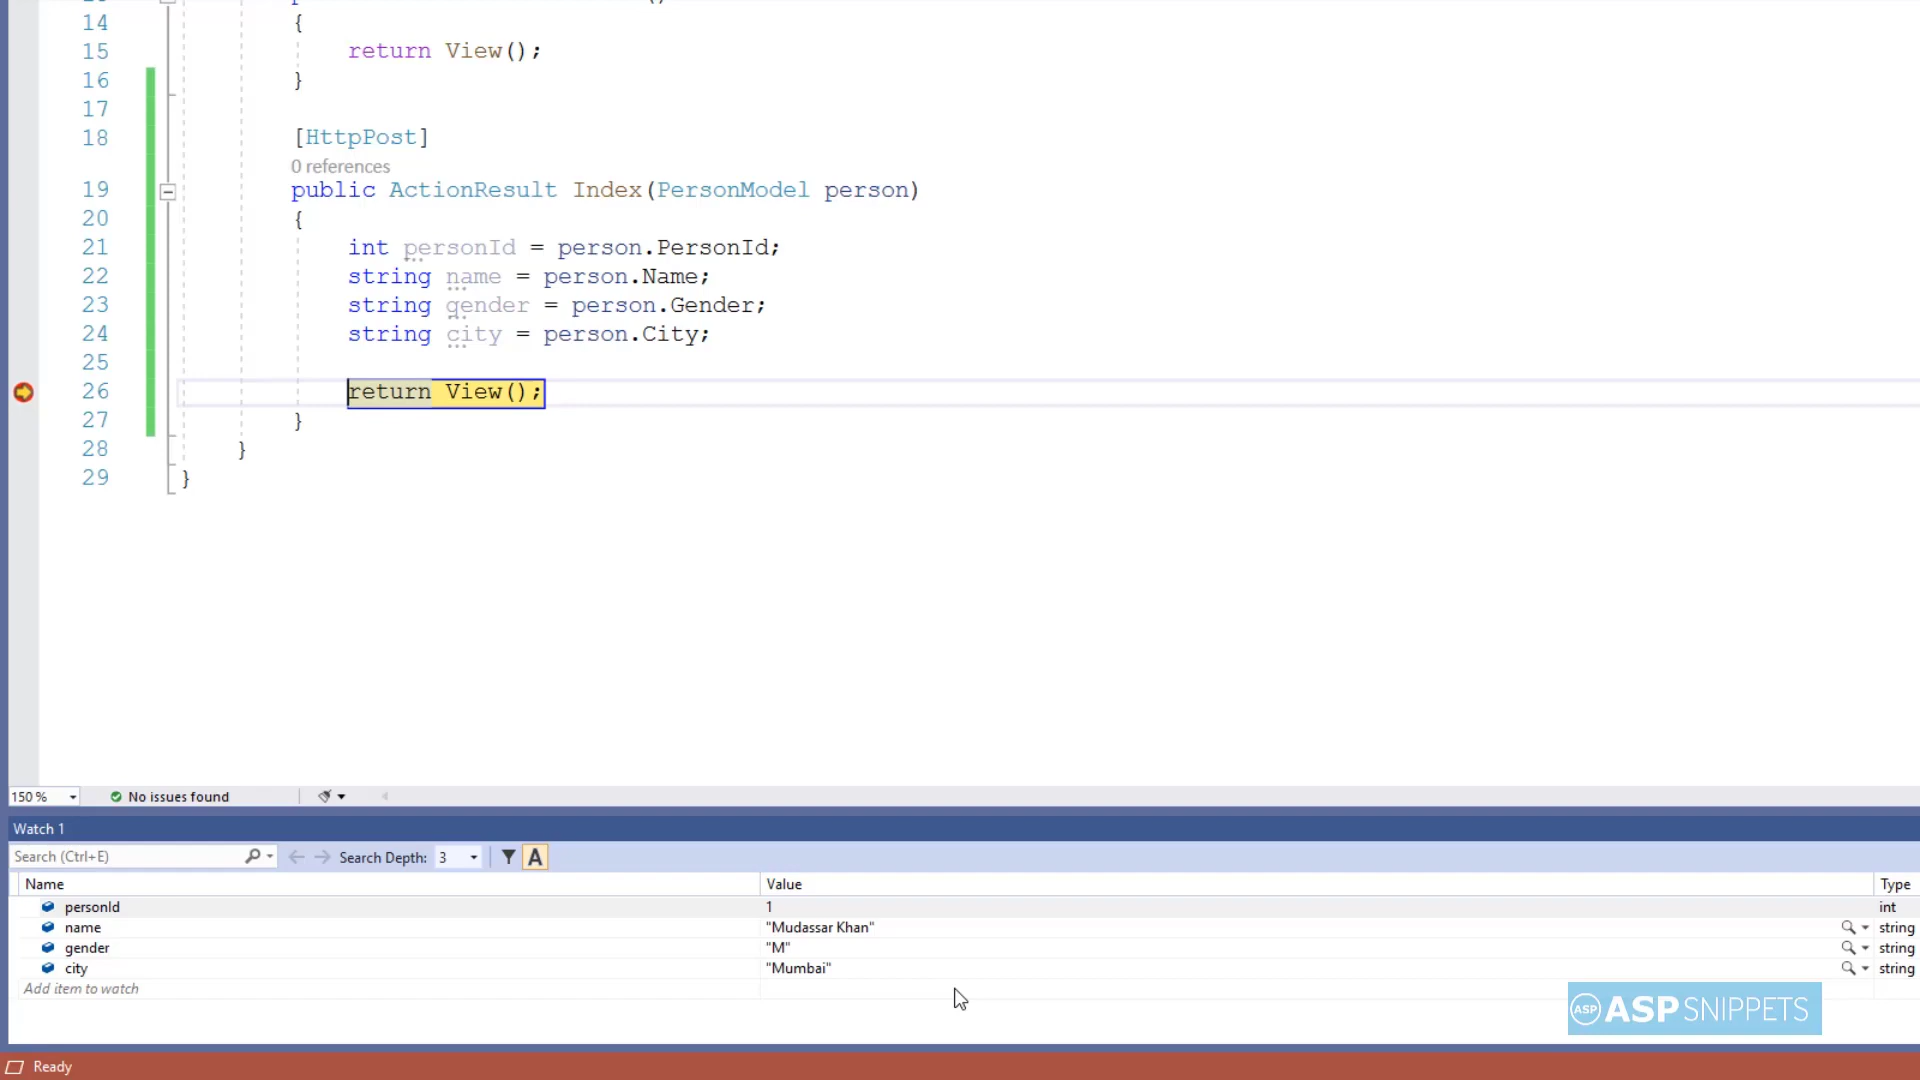 14 {
15 return View();
16 }
17
18 [HttpPost]
0 references
19 public ActionResult Index(PersonModel person)
20 {
21 int personId = person.PersonId;
22 string name = person.Name;
23 string gender = person.Gender;
24 string city = person.City;
25
26 return View();
27 }
28 }
29 }
150 % No issues found
Watch 1
Search (Ctrl+E) Search Depth: 3 A
Name Value Type
personId 1 int
name "Mudassar Khan" string
gender "M" string
city "Mumbai" string
Add item to watch
ASP ASPSNIPPETS
Ready